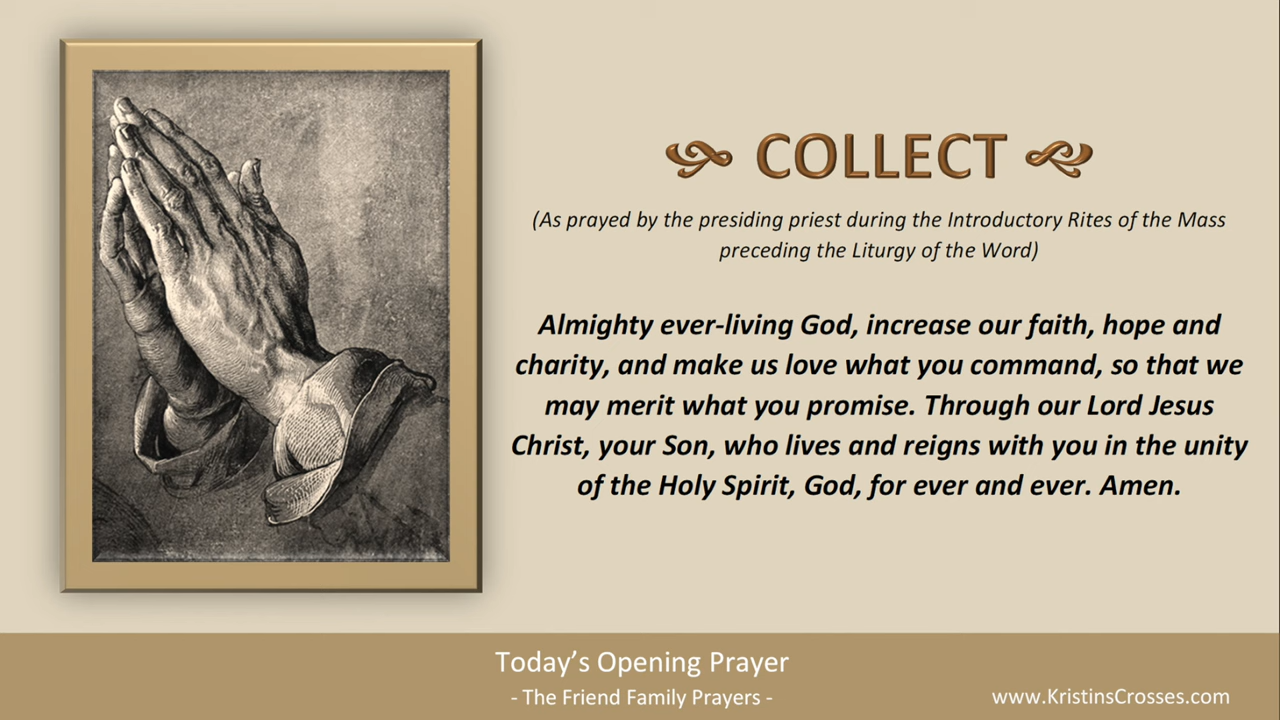 COLLECT
(As prayed by the presiding priest during the Introductory Rites of the Mass
preceding the Liturgy of the Word)
Almighty ever-living God, increase our faith, hope and
charity, and make us love what you command, so that we
may merit what you promise. Through our Lord Jesus
Christ, your Son, who lives and reigns with you in the unity
of the Holy Spirit, God, for ever and ever. Amen.
Today’s Opening Prayer
- The Friend Family Prayers -
www.KristinsCrosses.com